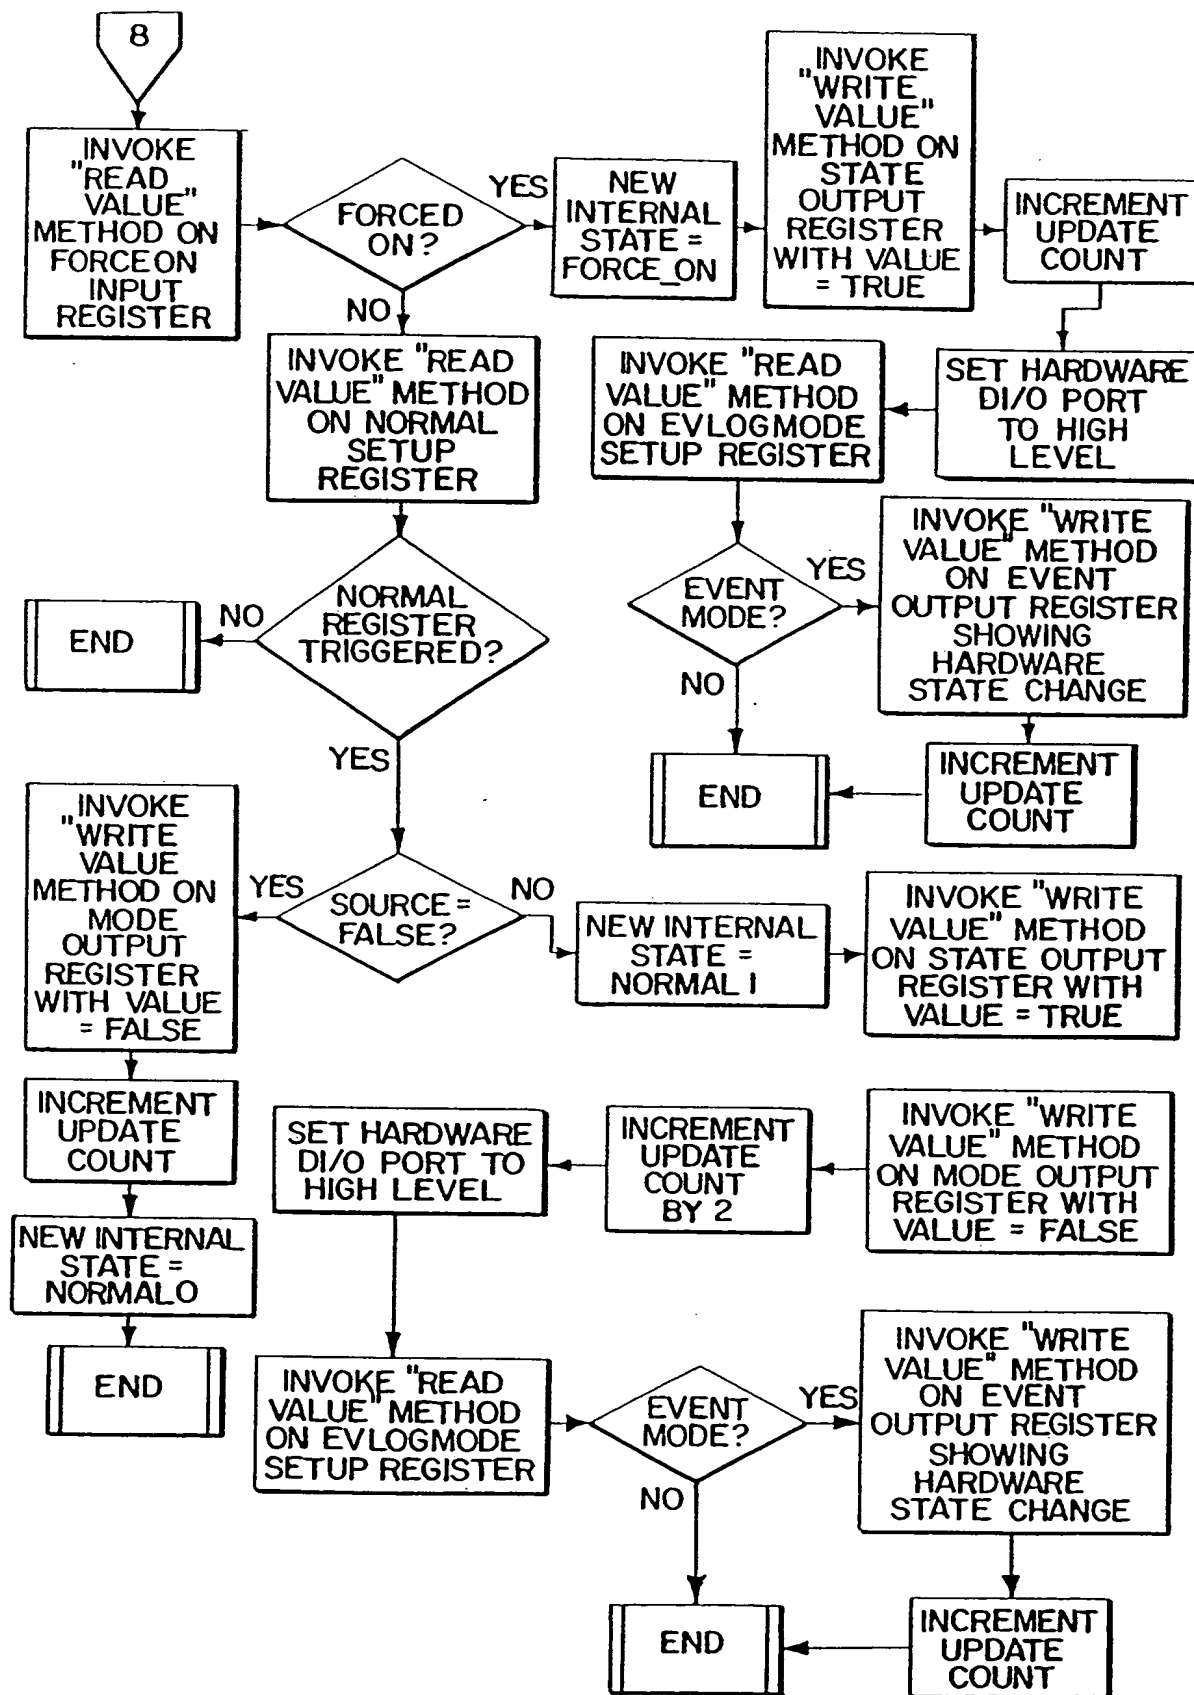 8
INVOKE
"READ
VALUE"
METHOD ON
FORCEON
INPUT
REGISTER
FORCED
ON?
YES
NO
NEW
INTERNAL
STATE =
FORCE_ON
INVOKE
"WRITE
VALUE"
METHOD ON
STATE
OUTPUT
REGISTER
WITH VALUE
= TRUE
INCREMENT
UPDATE
COUNT
SET HARDWARE
DI/O PORT
TO HIGH
LEVEL
INVOKE "READ
VALUE" METHOD
ON EVLOGMODE
SETUP REGISTER
EVENT
MODE?
YES
NO
INVOKE "WRITE
VALUE" METHOD
ON EVENT
OUTPUT REGISTER
SHOWING
HARDWARE
STATE CHANGE
INCREMENT
UPDATE
COUNT
END
INVOKE "READ
VALUE" METHOD
ON NORMAL
SETUP
REGISTER
NORMAL
REGISTER
TRIGGERED?
NO
END
YES
SOURCE =
FALSE?
YES
NO
INVOKE
"WRITE
VALUE
METHOD ON
MODE
OUTPUT
REGISTER
WITH VALUE
= FALSE
INCREMENT
UPDATE
COUNT
NEW INTERNAL
STATE =
NORMAL0
END
NEW INTERNAL
STATE =
NORMAL 1
INVOKE "WRITE
VALUE" METHOD
ON STATE OUTPUT
REGISTER WITH
VALUE = TRUE
INVOKE "WRITE
VALUE" METHOD
ON MODE OUTPUT
REGISTER WITH
VALUE = FALSE
INCREMENT
UPDATE
COUNT
BY 2
SET HARDWARE
DI/O PORT TO
HIGH LEVEL
INVOKE "READ
VALUE" METHOD
ON EVLOGMODE
SETUP REGISTER
EVENT
MODE?
YES
NO
INVOKE "WRITE
VALUE" METHOD
ON EVENT
OUTPUT REGISTER
SHOWING
HARDWARE
STATE CHANGE
INCREMENT
UPDATE
COUNT
END